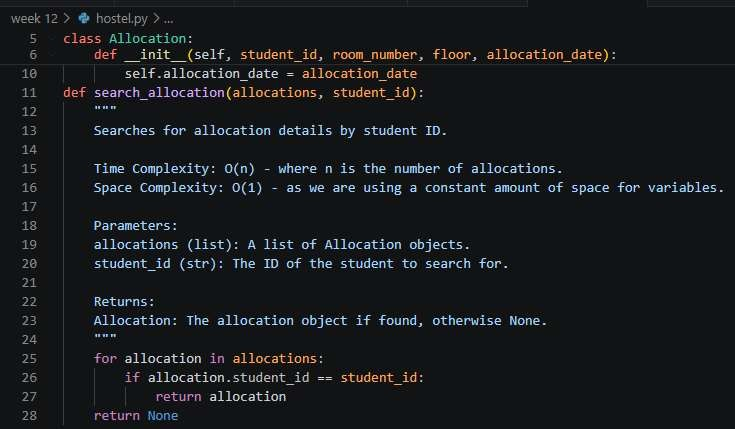 week 12 > hostel.py > ...
5 class Allocation:
6     def __init__(self, student_id, room_number, floor, allocation_date):
10         self.allocation_date = allocation_date
11 def search_allocation(allocations, student_id):
12     """
13     Searches for allocation details by student ID.
14
15     Time Complexity: O(n) - where n is the number of allocations.
16     Space Complexity: O(1) - as we are using a constant amount of space for variables.
17
18     Parameters:
19     allocations (list): A list of Allocation objects.
20     student_id (str): The ID of the student to search for.
21
22     Returns:
23     Allocation: The allocation object if found, otherwise None.
24     """
25     for allocation in allocations:
26         if allocation.student_id == student_id:
27             return allocation
28     return None